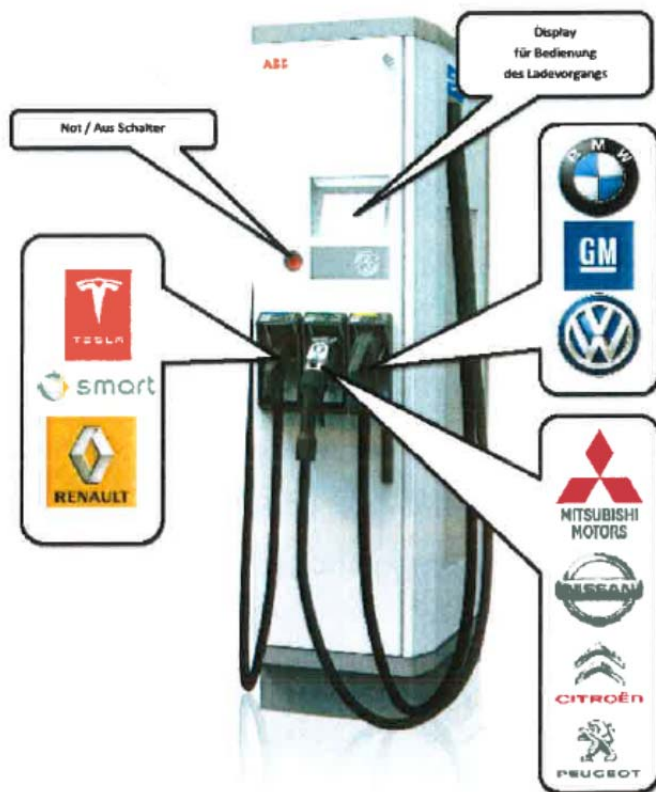 ABB
Display
für Bedienung
des Ladevorgangs
Not / Aus Schalter
BMW
GM
TESLA
smart
RENAULT
MITSUBISHI
MOTORS
NISSAN
CITROËN
PEUGEOT